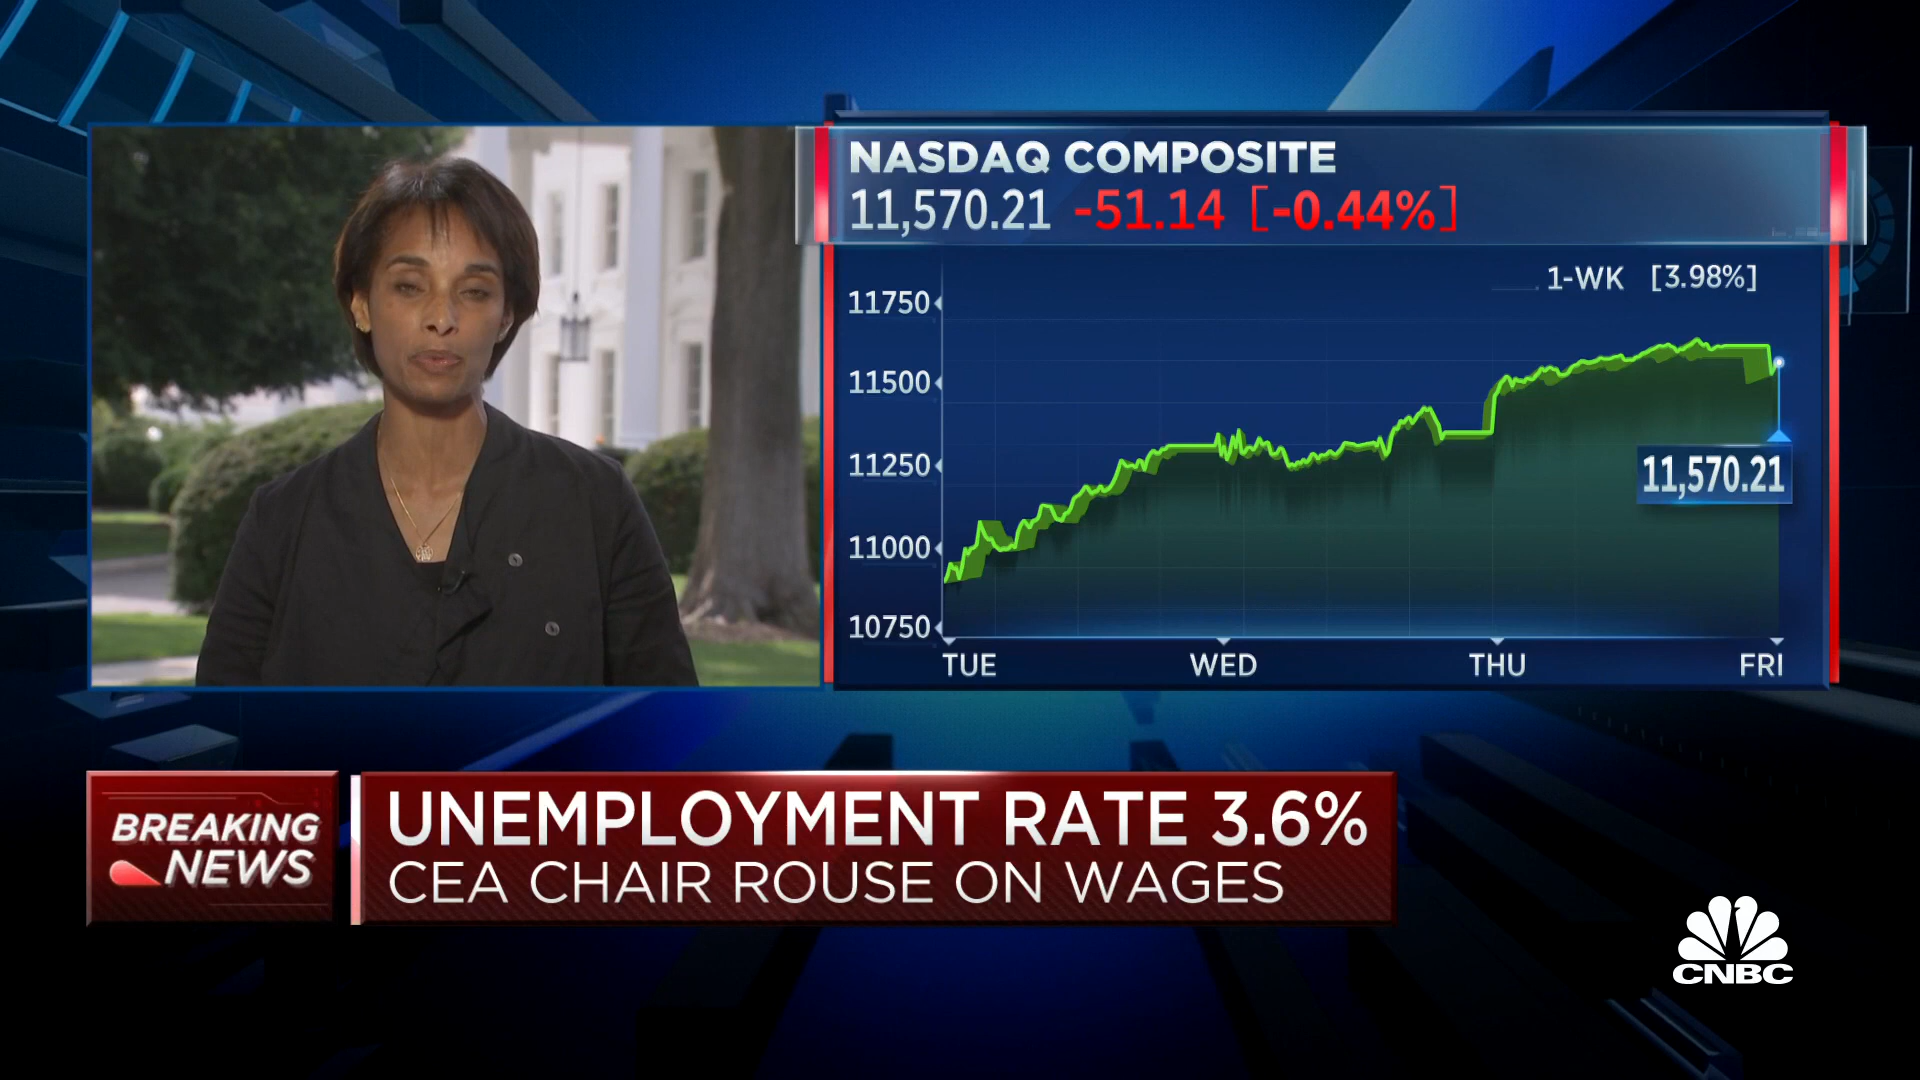 NASDAQ COMPOSITE
11,570.21 -51.14 [-0.44%]
1-WK [3.98%]
11750
11500
11250
11000
10750
11,570.21
TUE WED THU FRI
BREAKING
NEWS
UNEMPLOYMENT RATE 3.6%
CEA CHAIR ROUSE ON WAGES
CNBC